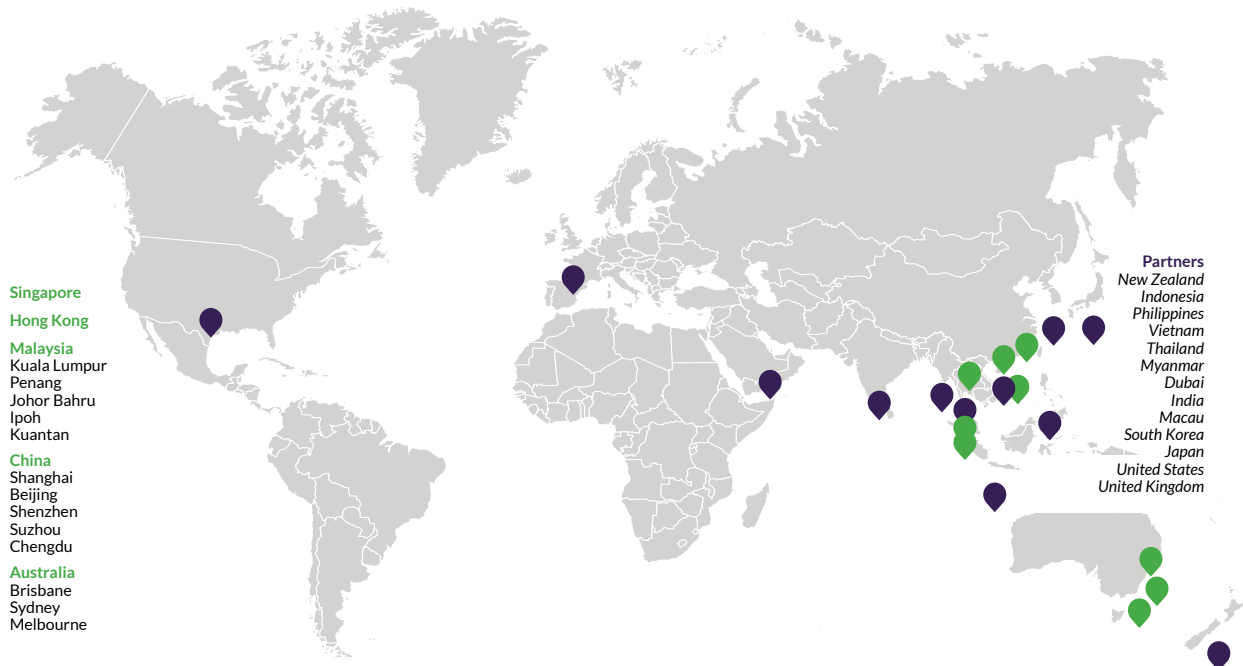 Singapore
Hong Kong
Malaysia
Kuala Lumpur
Penang
Johor Bahru
Ipoh
Kuantan
China
Shanghai
Beijing
Shenzhen
Suzhou
Chengdu
Australia
Brisbane
Sydney
Melbourne
Partners
New Zealand
Indonesia
Philippines
Vietnam
Thailand
Myanmar
Dubai
India
Macau
South Korea
Japan
United States
United Kingdom